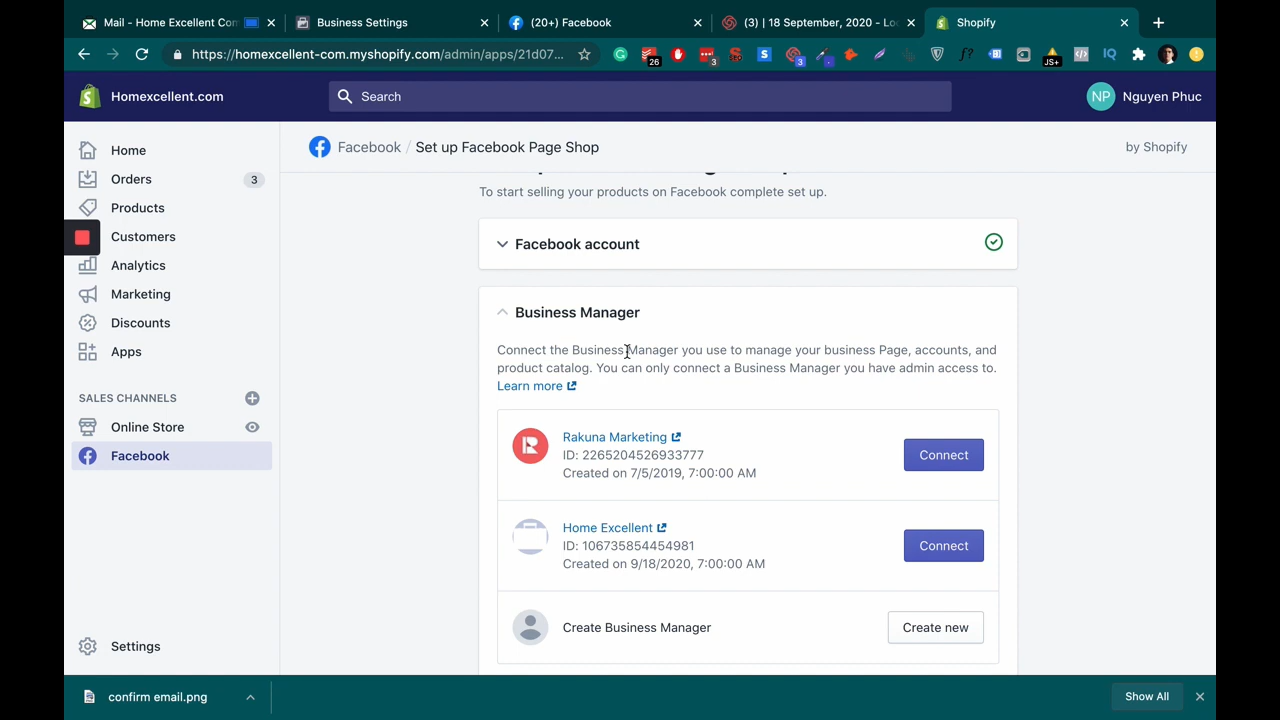 Mail - Home Excellent Com
Business Settings
(20+) Facebook
(3) | 18 September, 2020 - Lo
Shopify
https://homexcellent-com.myshopify.com/admin/apps/21d07...
26
3
3
JS+
IQ
f?
Homexcellent.com
Search
NP
Nguyen Phuc
Home
Orders
3
Products
Customers
Analytics
Marketing
Discounts
Apps
SALES CHANNELS
Online Store
Facebook
Settings
Facebook / Set up Facebook Page Shop
by Shopify
To start selling your products on Facebook complete set up.
Facebook account
Business Manager
Connect the Business Manager you use to manage your business Page, accounts, and
product catalog. You can only connect a Business Manager you have admin access to.
Learn more
Rakuna Marketing
ID: 2265204526933777
Created on 7/5/2019, 7:00:00 AM
Connect
Home Excellent
ID: 106735854454981
Created on 9/18/2020, 7:00:00 AM
Connect
Create Business Manager
Create new
confirm email.png
Show All